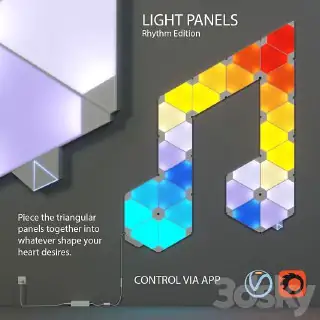 LIGHT PANELS
Rhythm Edition
Piece the triangular
panels together into
whatever shape your
heart desires.
CONTROL VIA APP
3dsky